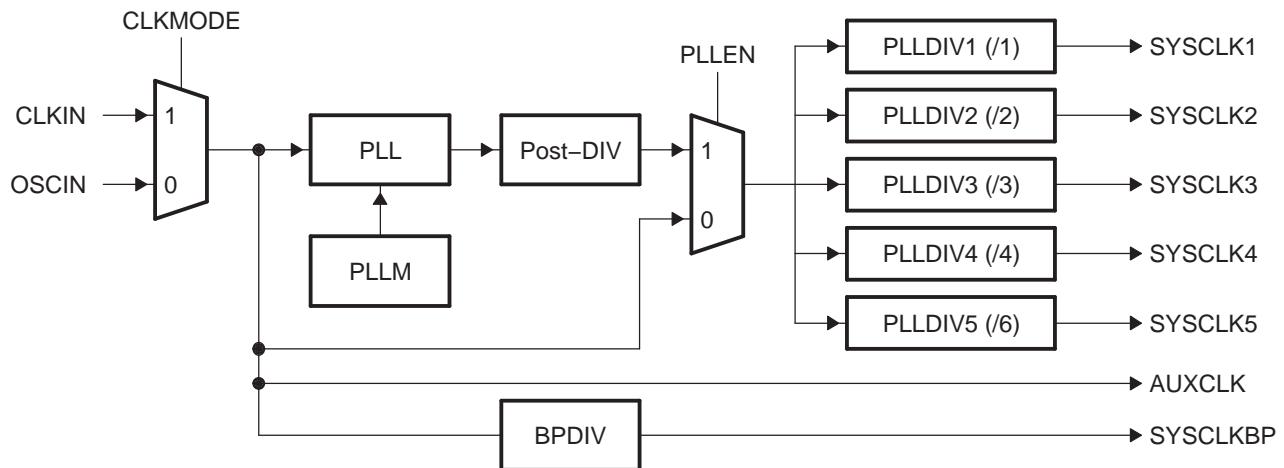 CLKMODE
PLLEN
CLKIN
OSCIN
1
0
PLL
PLLM
Post–DIV
1
0
PLLDIV1 (/1)
SYSCLK1
PLLDIV2 (/2)
SYSCLK2
PLLDIV3 (/3)
SYSCLK3
PLLDIV4 (/4)
SYSCLK4
PLLDIV5 (/6)
SYSCLK5
AUXCLK
BPDIV
SYSCLKBP